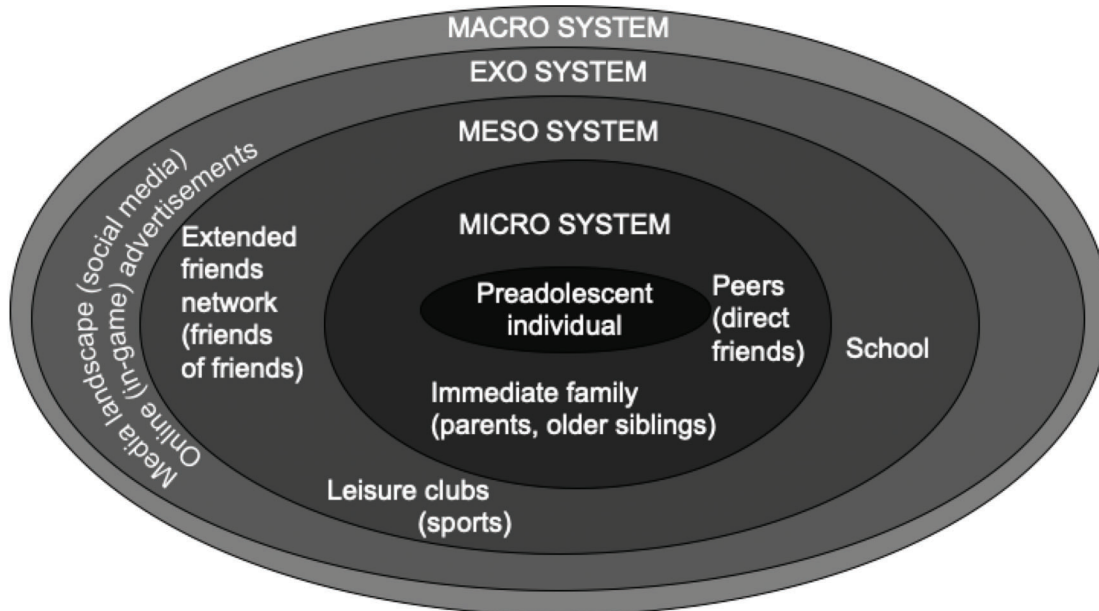 MACRO SYSTEM
EXO SYSTEM
MESO SYSTEM
MICRO SYSTEM
Preadolescent
individual
Peers
(direct
friends)
Immediate family
(parents, older siblings)
Extended
friends
network
(friends
of friends)
School
Leisure clubs
(sports)
Media landscape (social media)
Online (in-game) advertisements